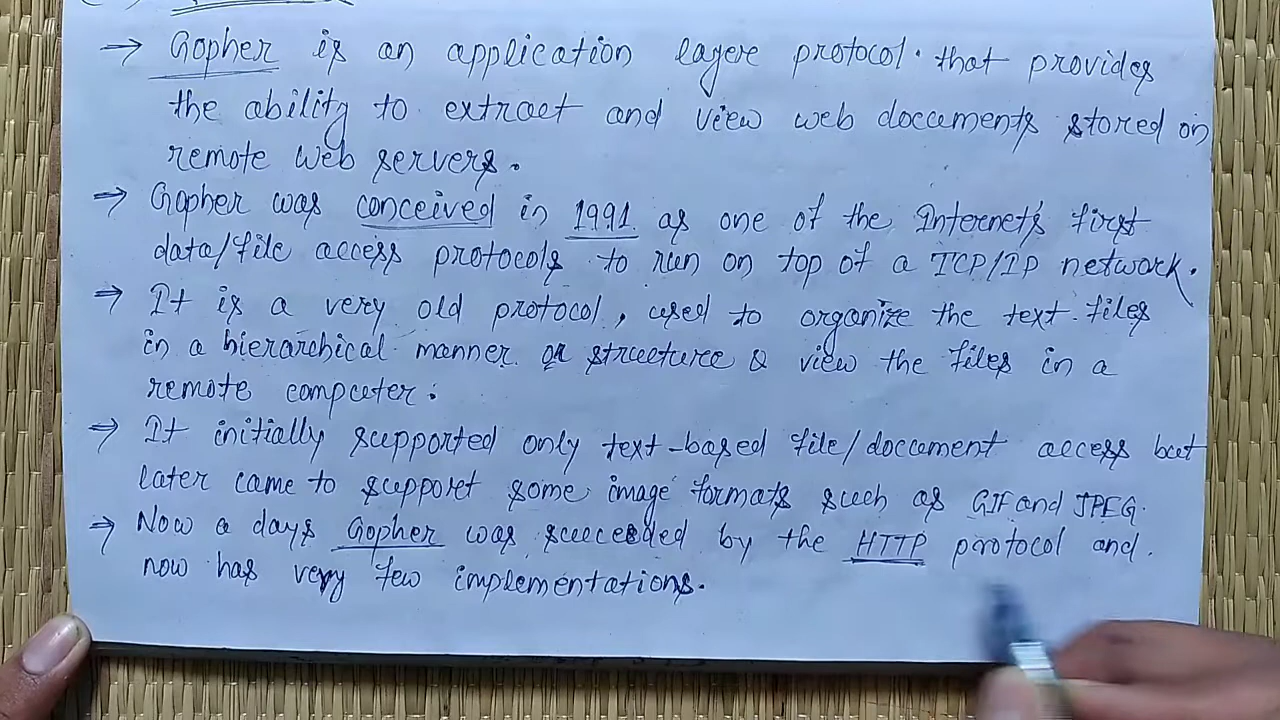 → Gopher is an application layer protocol. that provides
the ability to extract and view web documents stored on
remote Web servers.
→ Gopher was conceived in 1991 as one of the Internet's first
data/file access protocols to run on top of a TCP/IP network.
→ It is a very old protocol, used to organize the text files
in a hierarchical manner or structure & view the files in a
remote computer.
→ It initially supported only text-based file/document access but
later came to support some image formats such as GIF and JPEG.
→ Now a days Gopher was succeeded by the HTTP protocol and
now has very few implementations.